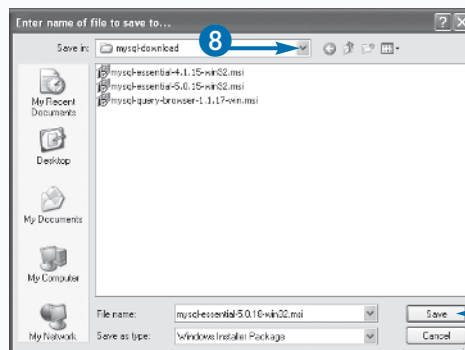 Enter name of file to save to...
Save in: mysql-download
8
mysql-essential-4.1.15-win32.msi
mysql-essential-5.0.15-win32.msi
mysql-query-browser-1.1.17-win.msi
My Recent
Documents
Desktop
My Documents
My Computer
My Network
File name: mysql-essential-5.0.18-win32.msi Save
Save as type: Windows Installer Package Cancel